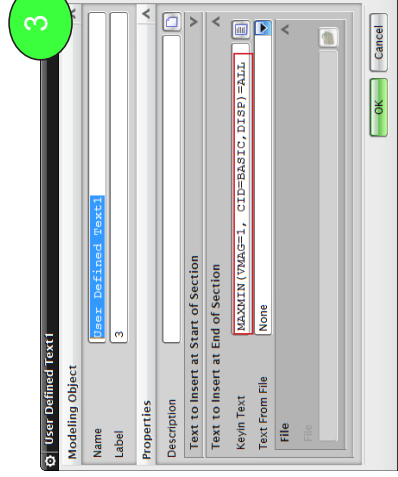 3
User Defined Text1
Modeling Object
Name User Defined Text1
Label 3
Properties
Description
Text to Insert at Start of Section
Text to Insert at End of Section
KeyIn Text MAXMIN(VMAG=1, CID=BASIC,DISP)=ALL
Text From File None
File
File
OK Cancel